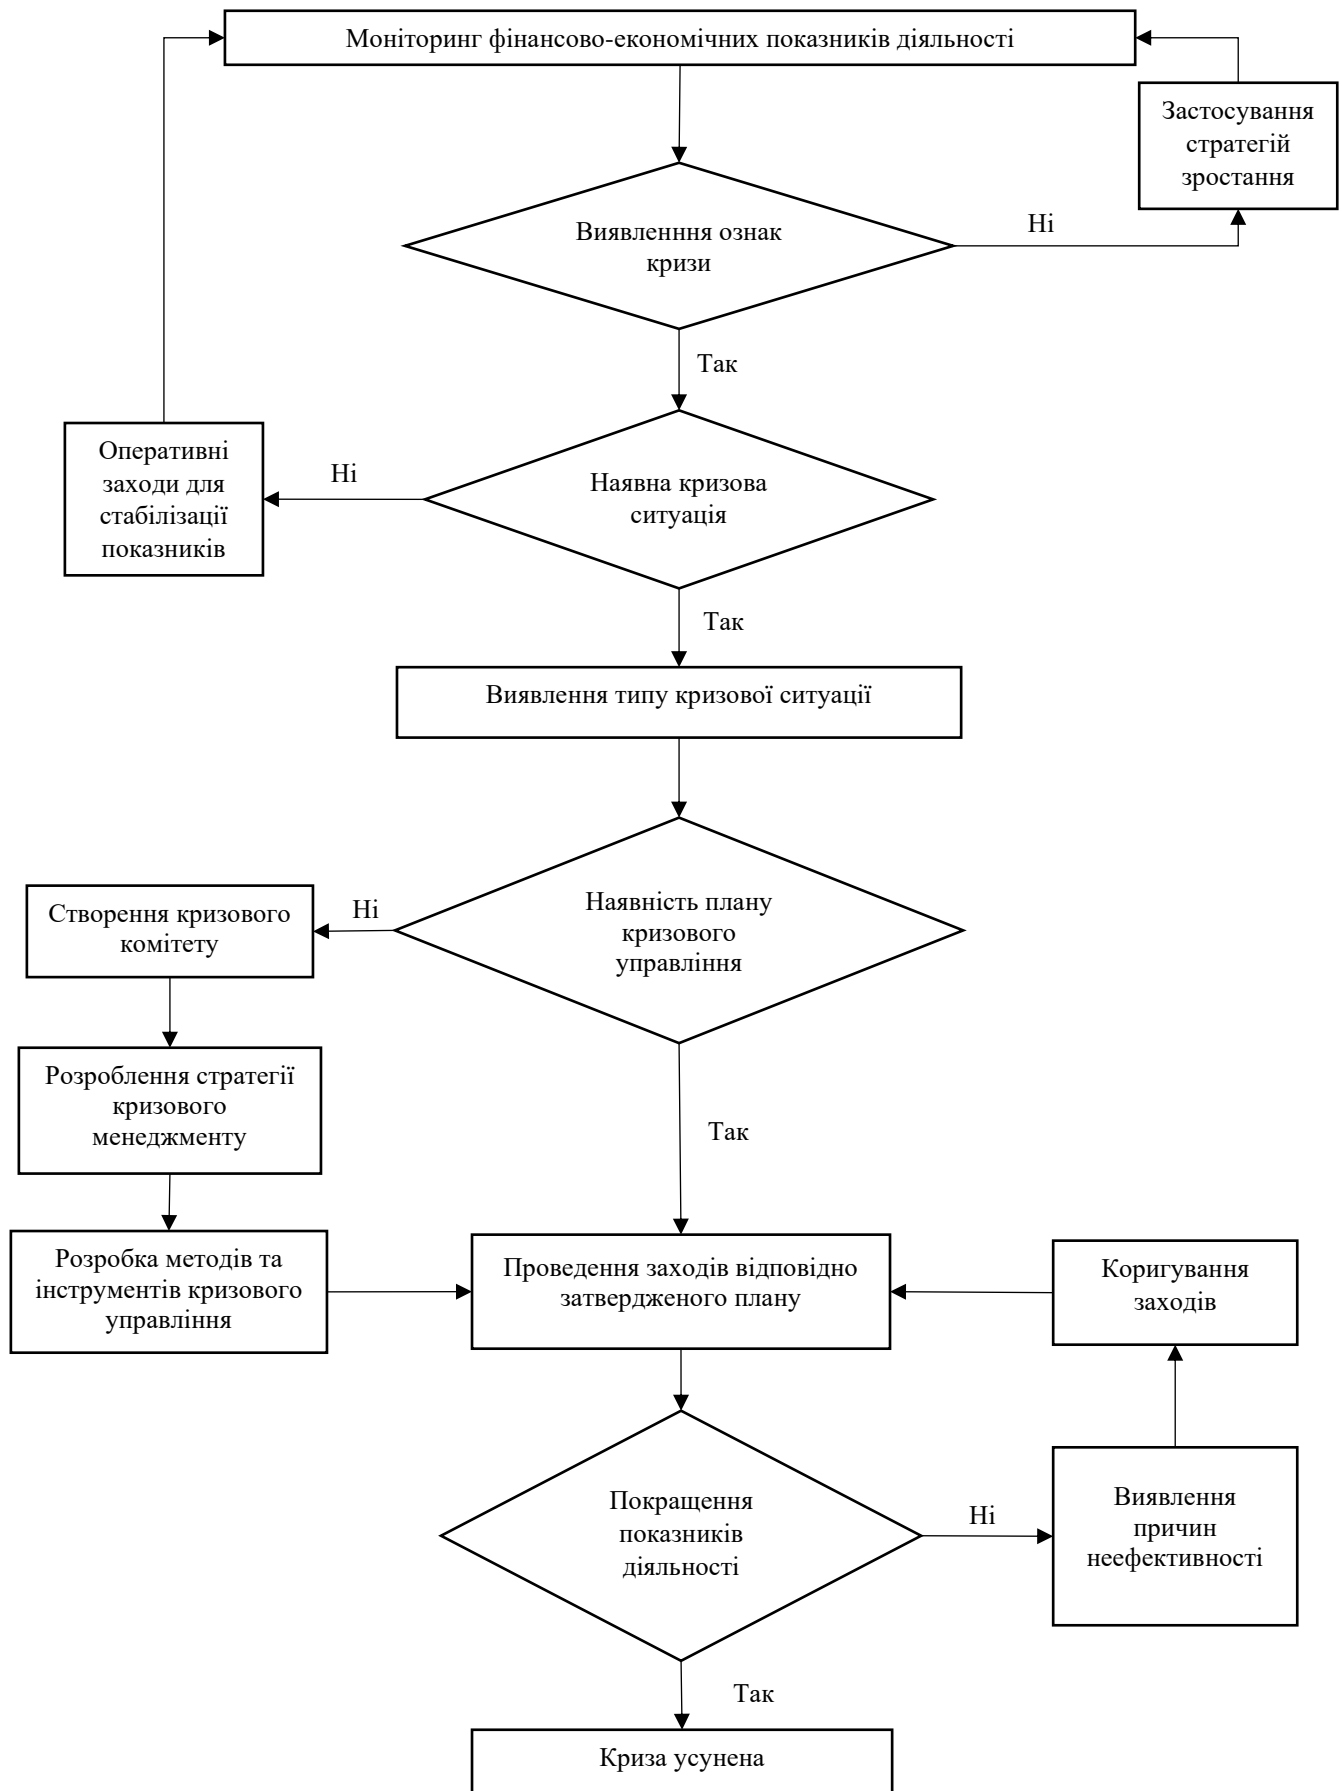 Моніторинг фінансово-економічних показників діяльності
Застосування
стратегій
зростання
Виявленння ознак
кризи
Ні
Так
Оперативні
заходи для
стабілізації
показників
Ні
Наявна кризова
ситуація
Так
Виявлення типу кризової ситуації
Створення кризового
комітету
Ні
Наявність плану
кризового
управління
Розроблення стратегії
кризового
менеджменту
Так
Розробка методів та
інструментів кризового
управління
Проведення заходів відповідно
затвердженого плану
Коригування
заходів
Покращення
показників
діяльності
Ні
Виявлення
причин
неефективності
Так
Криза усунена